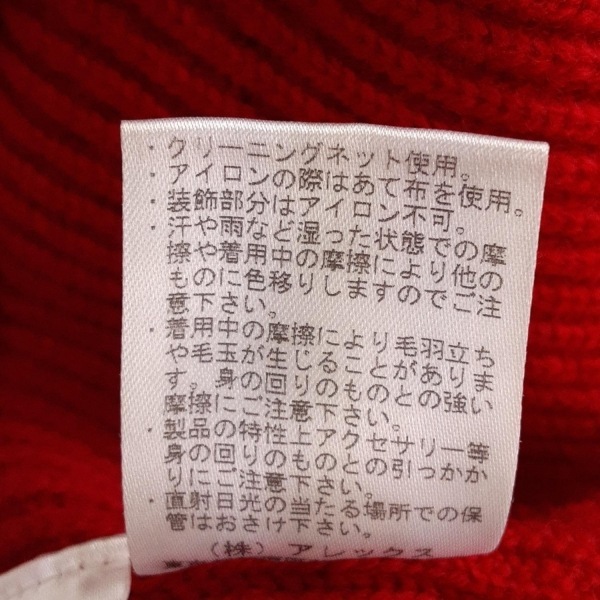 ・クリーニングネット使用。
・アイロンの際はあて布を使用。
・装飾部分はアイロン不可。
・汗や雨など湿った状態での摩
擦や着用中の摩擦により他の
ものに色移りしますのでご注
意下さい。
・着用中の摩擦により毛羽立ち
や毛玉が生じることがありま
す。身の回りのものとの強い
摩擦にご注意下さい。
・製品の特性上アクセサリー等
身の回りのものとの引っかか
りにご注意下さい。
・直射日光の当たる場所での保
管はおさけ下さい。
(株)アレックス